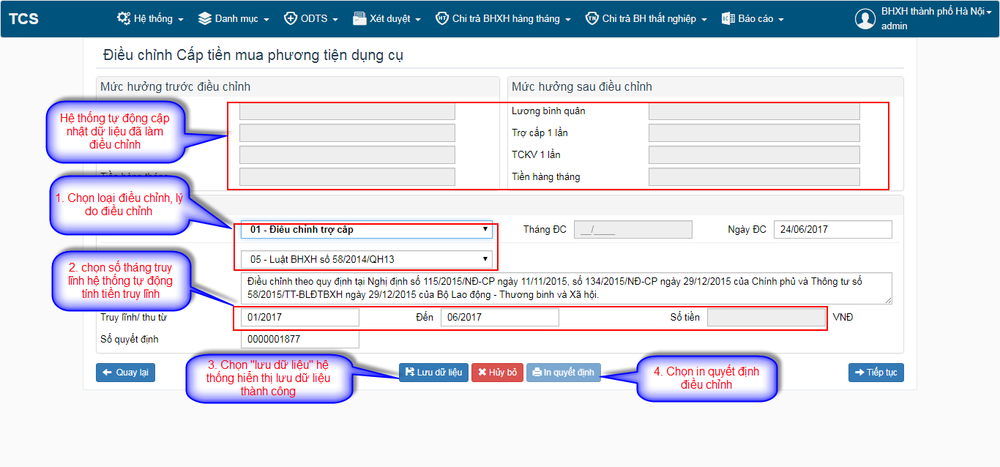 TCS
Hệ thống
Danh mục
ODTS
Xét duyệt
Chi trả BHXH hàng tháng
Chi trả BH thất nghiệp
Báo cáo
BHXH thành phố Hà Nội
admin
Điều chỉnh Cấp tiền mua phương tiện dụng cụ
Mức hưởng trước điều chỉnh
Mức hưởng sau điều chỉnh
Hệ thống tự động cập
nhật dữ liệu đã làm
điều chỉnh
Lương bình quân
Trợ cấp 1 lần
TCKV 1 lần
Tiền hàng tháng
Tiền hàng tháng
1. Chọn loại điều chỉnh, lý
do điều chỉnh
01 - Điều chỉnh trợ cấp
Tháng ĐC
__/____
Ngày ĐC
24/06/2017
05 - Luật BHXH số 58/2014/QH13
2. chọn số tháng truy
lĩnh hệ thống tự động
tính tiền truy lĩnh
Điều chỉnh theo quy định tại Nghị định số 115/2015/NĐ-CP ngày 11/11/2015, số 134/2015/NĐ-CP ngày 29/12/2015 của Chính phủ và Thông tư số
58/2015/TT-BLĐTBXH ngày 29/12/2015 của Bộ Lao động - Thương binh và Xã hội.
Truy lĩnh/ thu từ
01/2017
Đến
06/2017
Số tiền
VNĐ
Số quyết định
0000001877
Quay lại
3. Chọn "lưu dữ liệu" hệ
thống hiển thị lưu dữ liệu
thành công
Lưu dữ liệu
Hủy bỏ
In quyết định
4. Chọn in quyết định
điều chỉnh
Tiếp tục